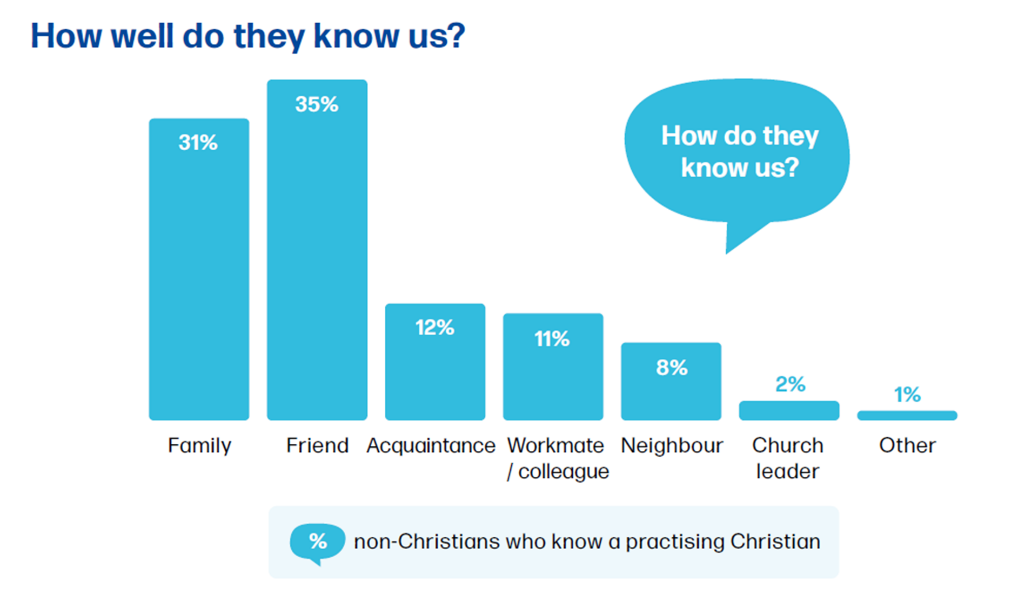 How well do they know us?
How do they
know us?
31%
35%
12%
11%
8%
2%
1%
Family
Friend
Acquaintance
Workmate
/ colleague
Neighbour
Church
leader
Other
% non-Christians who know a practising Christian